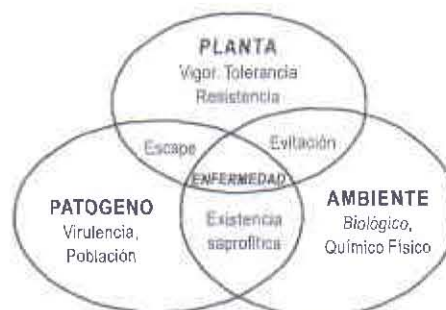 PLANTA
Vigor. Tolerancia
Resistencia
Escape
Evitación
ENFERMEDAD
PATOGENO
Virulencia,
Población
Existencia
saprofítica
AMBIENTE
Biológico,
Químico Físico